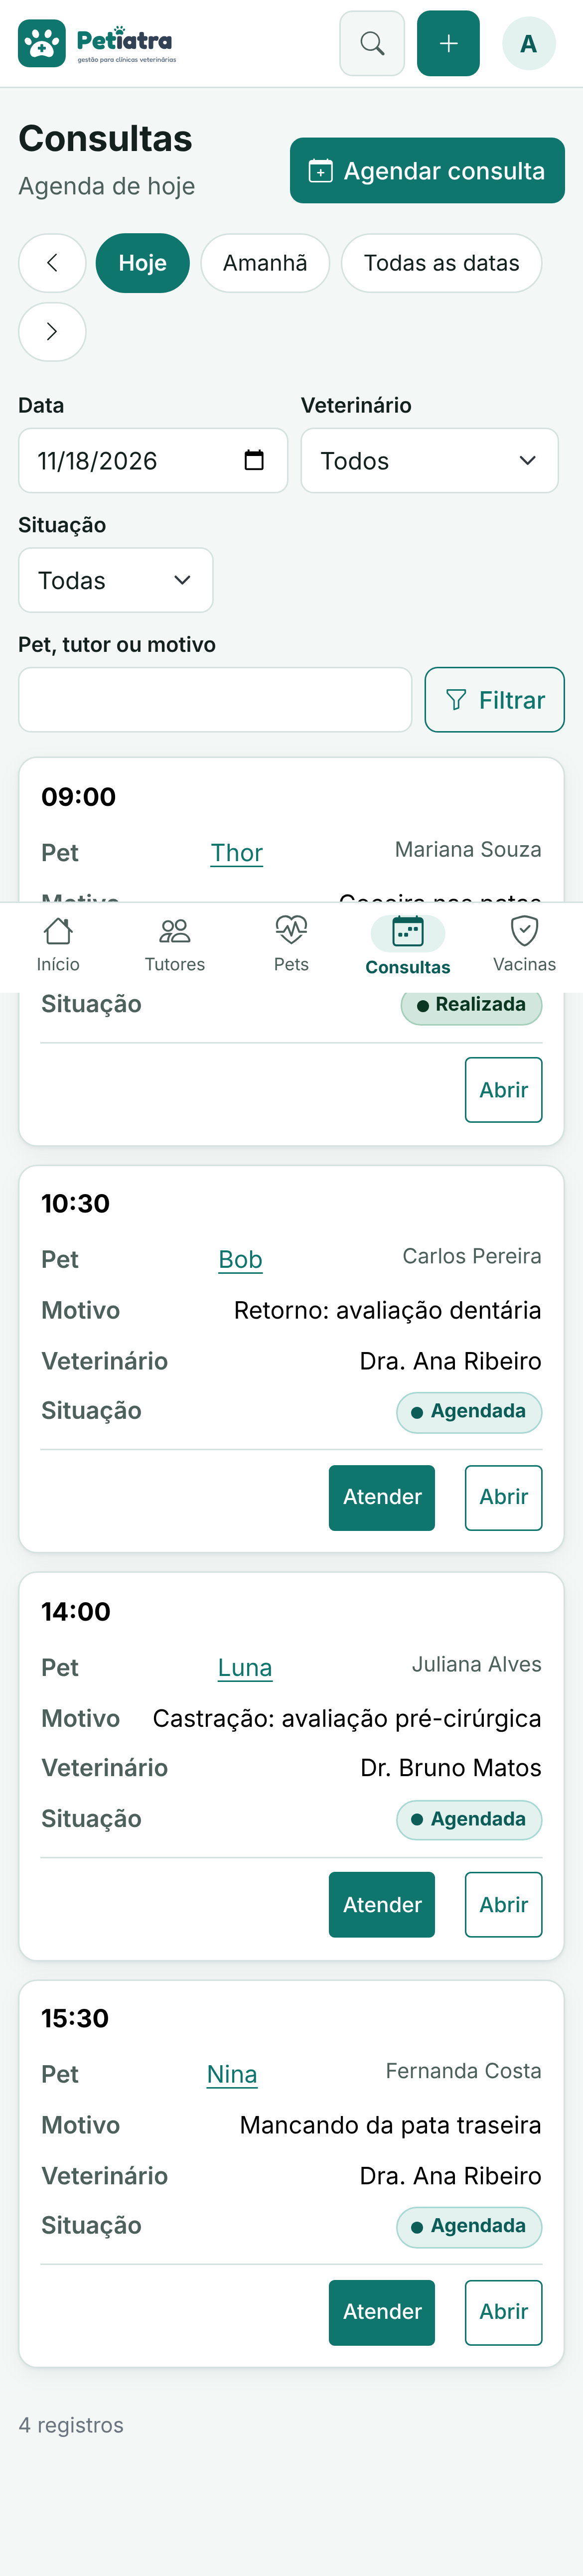 Petiatra
gestão para clínicas veterinárias
A
Consultas
Agenda de hoje
Agendar consulta
Hoje
Amanhã
Todas as datas
Data
Veterinário
11/18/2026
Todos
Situação
Todas
Pet, tutor ou motivo
Filtrar
09:00
Pet
Thor
Mariana Souza
Início
Tutores
Pets
Consultas
Vacinas
Situação
Realizada
Abrir
10:30
Pet
Bob
Carlos Pereira
Motivo
Retorno: avaliação dentária
Veterinário
Dra. Ana Ribeiro
Situação
Agendada
Atender
Abrir
14:00
Pet
Luna
Juliana Alves
Motivo
Castração: avaliação pré-cirúrgica
Veterinário
Dr. Bruno Matos
Situação
Agendada
Atender
Abrir
15:30
Pet
Nina
Fernanda Costa
Motivo
Mancando da pata traseira
Veterinário
Dra. Ana Ribeiro
Situação
Agendada
Atender
Abrir
4 registros